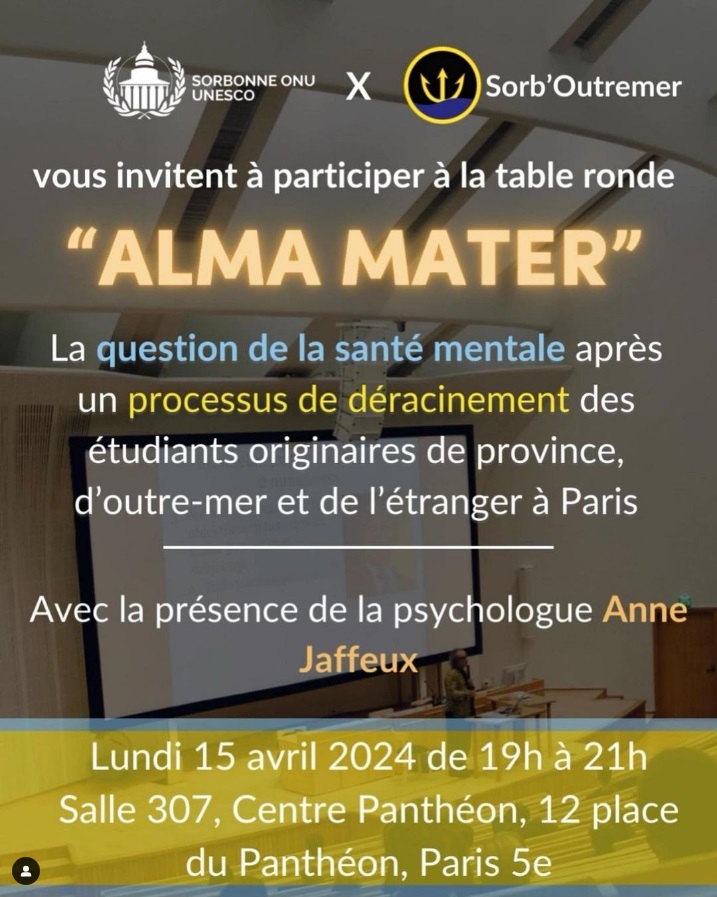 SORBONNE ONU
UNESCO
X
Sorb'Outremer
vous invitent à participer à la table ronde
“ALMA MATER”
La question de la santé mentale après
un processus de déracinement des
étudiants originaires de province,
d'outre-mer et de l'étranger à Paris
Avec la présence de la psychologue Anne
Jaffeux
Lundi 15 avril 2024 de 19h à 21h
Salle 307, Centre Panthéon, 12 place
du Panthéon, Paris 5e